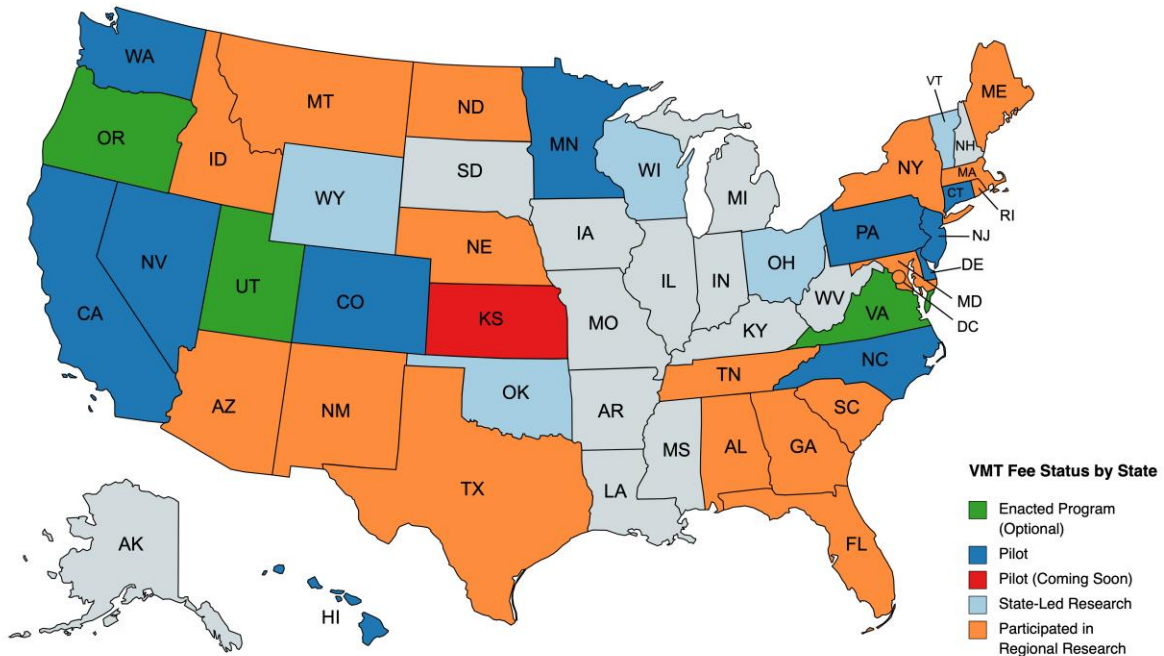 WA
MT
ND
MN
VT
ME
OR
ID
SD
WI
NH
NY
MA
WY
MI
CT
RI
IA
PA
NJ
NE
NV
OH
DE
IL
IN
UT
CO
WV
MD
CA
KS
MO
VA
DC
KY
NC
TN
OK
AZ
NM
AR
SC
MS
AL
GA
TX
LA
VMT Fee Status by State
Enacted Program
(Optional)
AK
FL
Pilot
Pilot (Coming Soon)
HI
State-Led Research
Participated in
Regional Research